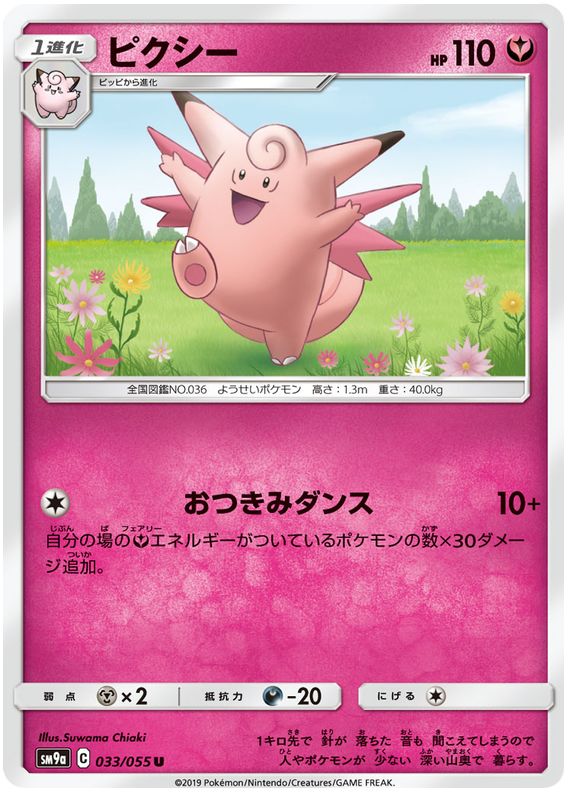 1進化
ピクシー
HP 110
ピッピから進化
全国図鑑NO.036 ようせいポケモン 高さ:1.3m 重さ:40.0kg
おつきみダンス 10+
自分の場のエネルギーがついているポケモンの数×30ダメ
ージ追加。
弱点 ×2 抵抗力 -20 にげる
Illus.Suwama Chiaki
SM9a C 033/055 U
1キロ先で 針が 落ちた 音も 聞こえてしまうので
人やポケモンが 少ない 深い山奥で 暮らす。
©2019 Pokémon/Nintendo/Creatures/GAME FREAK.